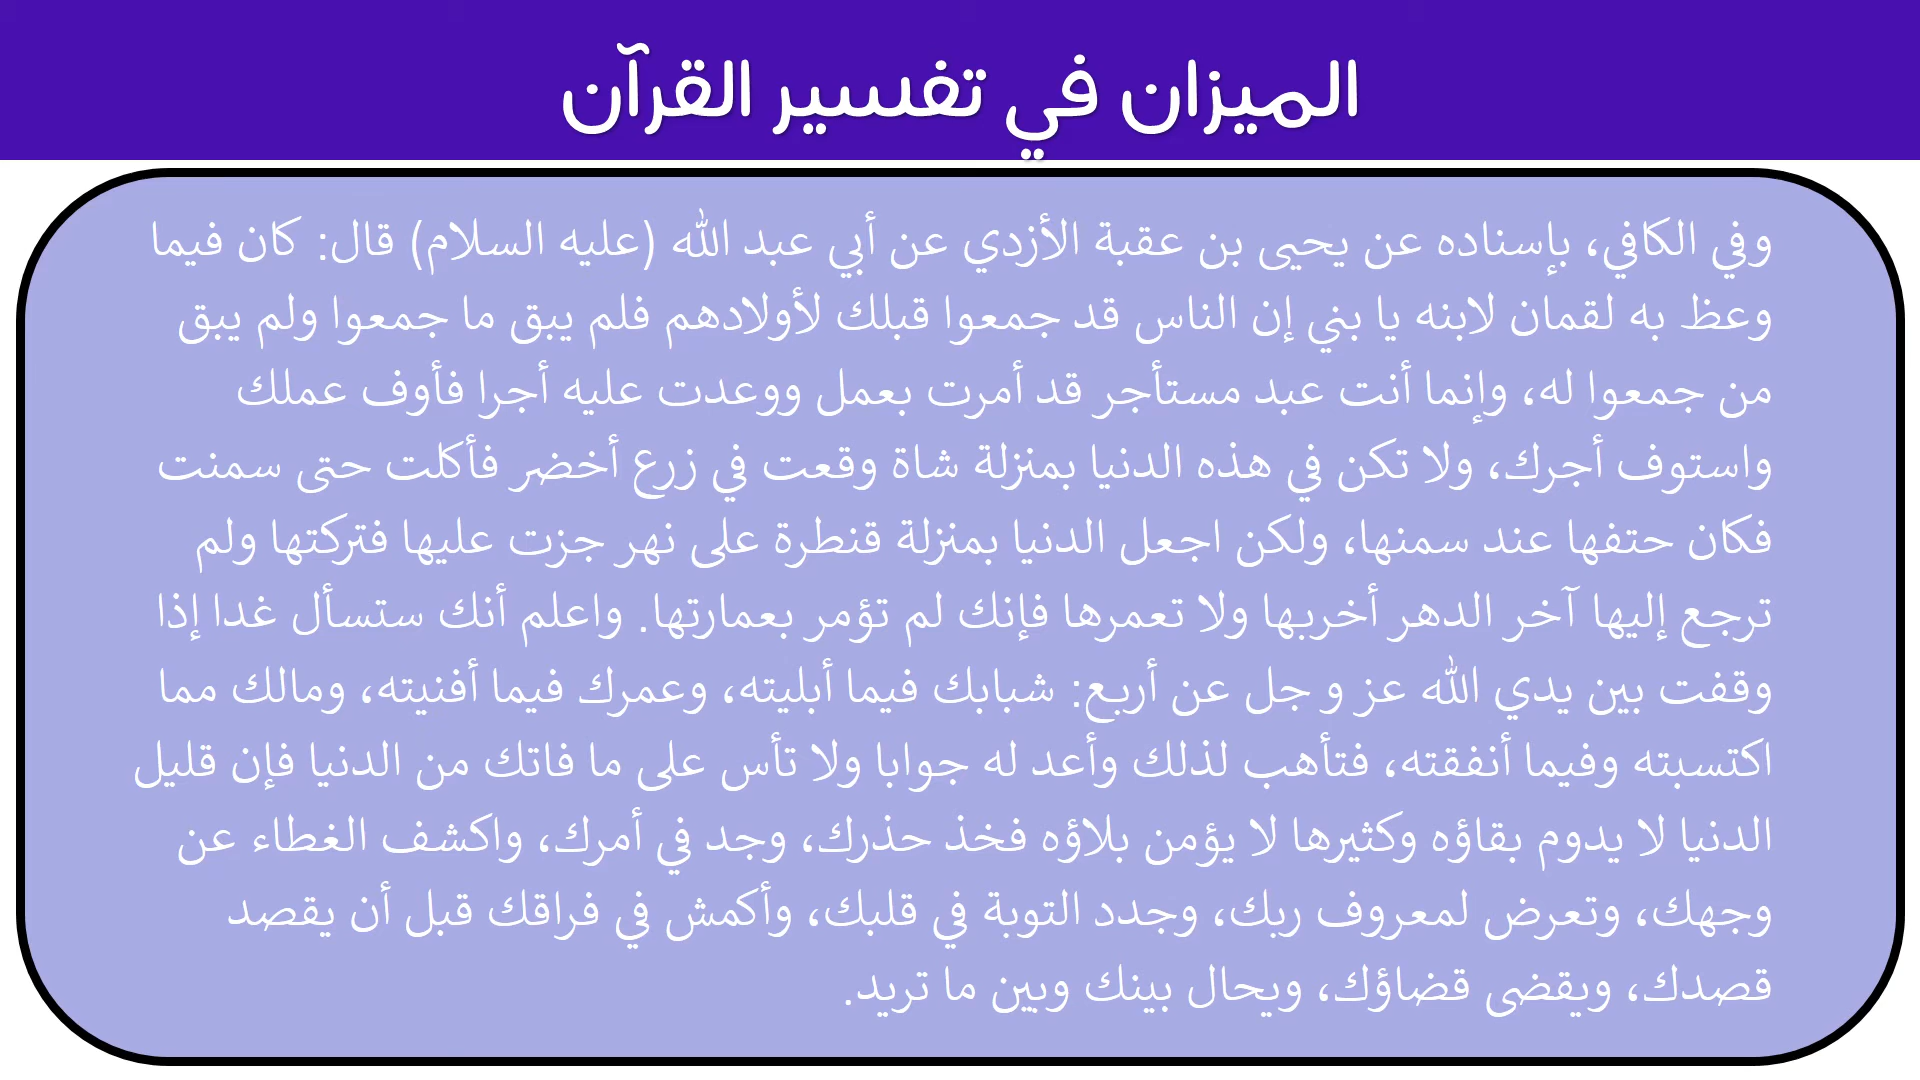 الميزان في تفسير القرآن
وفي الكافي، بإسناده عن يحيى بن عقبة الأزدي عن أبي عبد الله (عليه السلام) قال: كان فيما
وعظ به لقمان لابنه يا بني إن الناس قد جمعوا قبلك لأولادهم فلم يبق ما جمعوا ولم يبق
من جمعوا له، وإنما أنت عبد مستأجر قد أمرت بعمل ووعدت عليه أجرا فأوف عملك
واستوف أجرك، ولا تكن في هذه الدنيا بمنزلة شاة وقعت في زرع أخضر فأكلت حتى سمنت
فكان حتفها عند سمنها، ولكن اجعل الدنيا بمنزلة قنطرة على نهر جزت عليها فتركتها ولم
ترجع إليها آخر الدهر أخربها ولا تعمرها فإنك لم تؤمر بعمارتها. واعلم أنك ستسأل غدا إذا
وقفت بين يدي الله عز و جل عن أربع: شبابك فيما أبليته، وعمرك فيما أفنيته، ومالك مما
اكتسبته وفيما أنفقته، فتأهب لذلك وأعد له جوابا ولا تأس على ما فاتك من الدنيا فإن قليل
الدنيا لا يدوم بقاؤه وكثيرها لا يؤمن بلاؤه فخذ حذرك، وجد في أمرك، واكشف الغطاء عن
وجهك، وتعرض لمعروف ربك، وجدد التوبة في قلبك، وأكمش في فراقك قبل أن يقصد
قصدك، ويقضى قضاؤك، ويحال بينك وبين ما تريد.